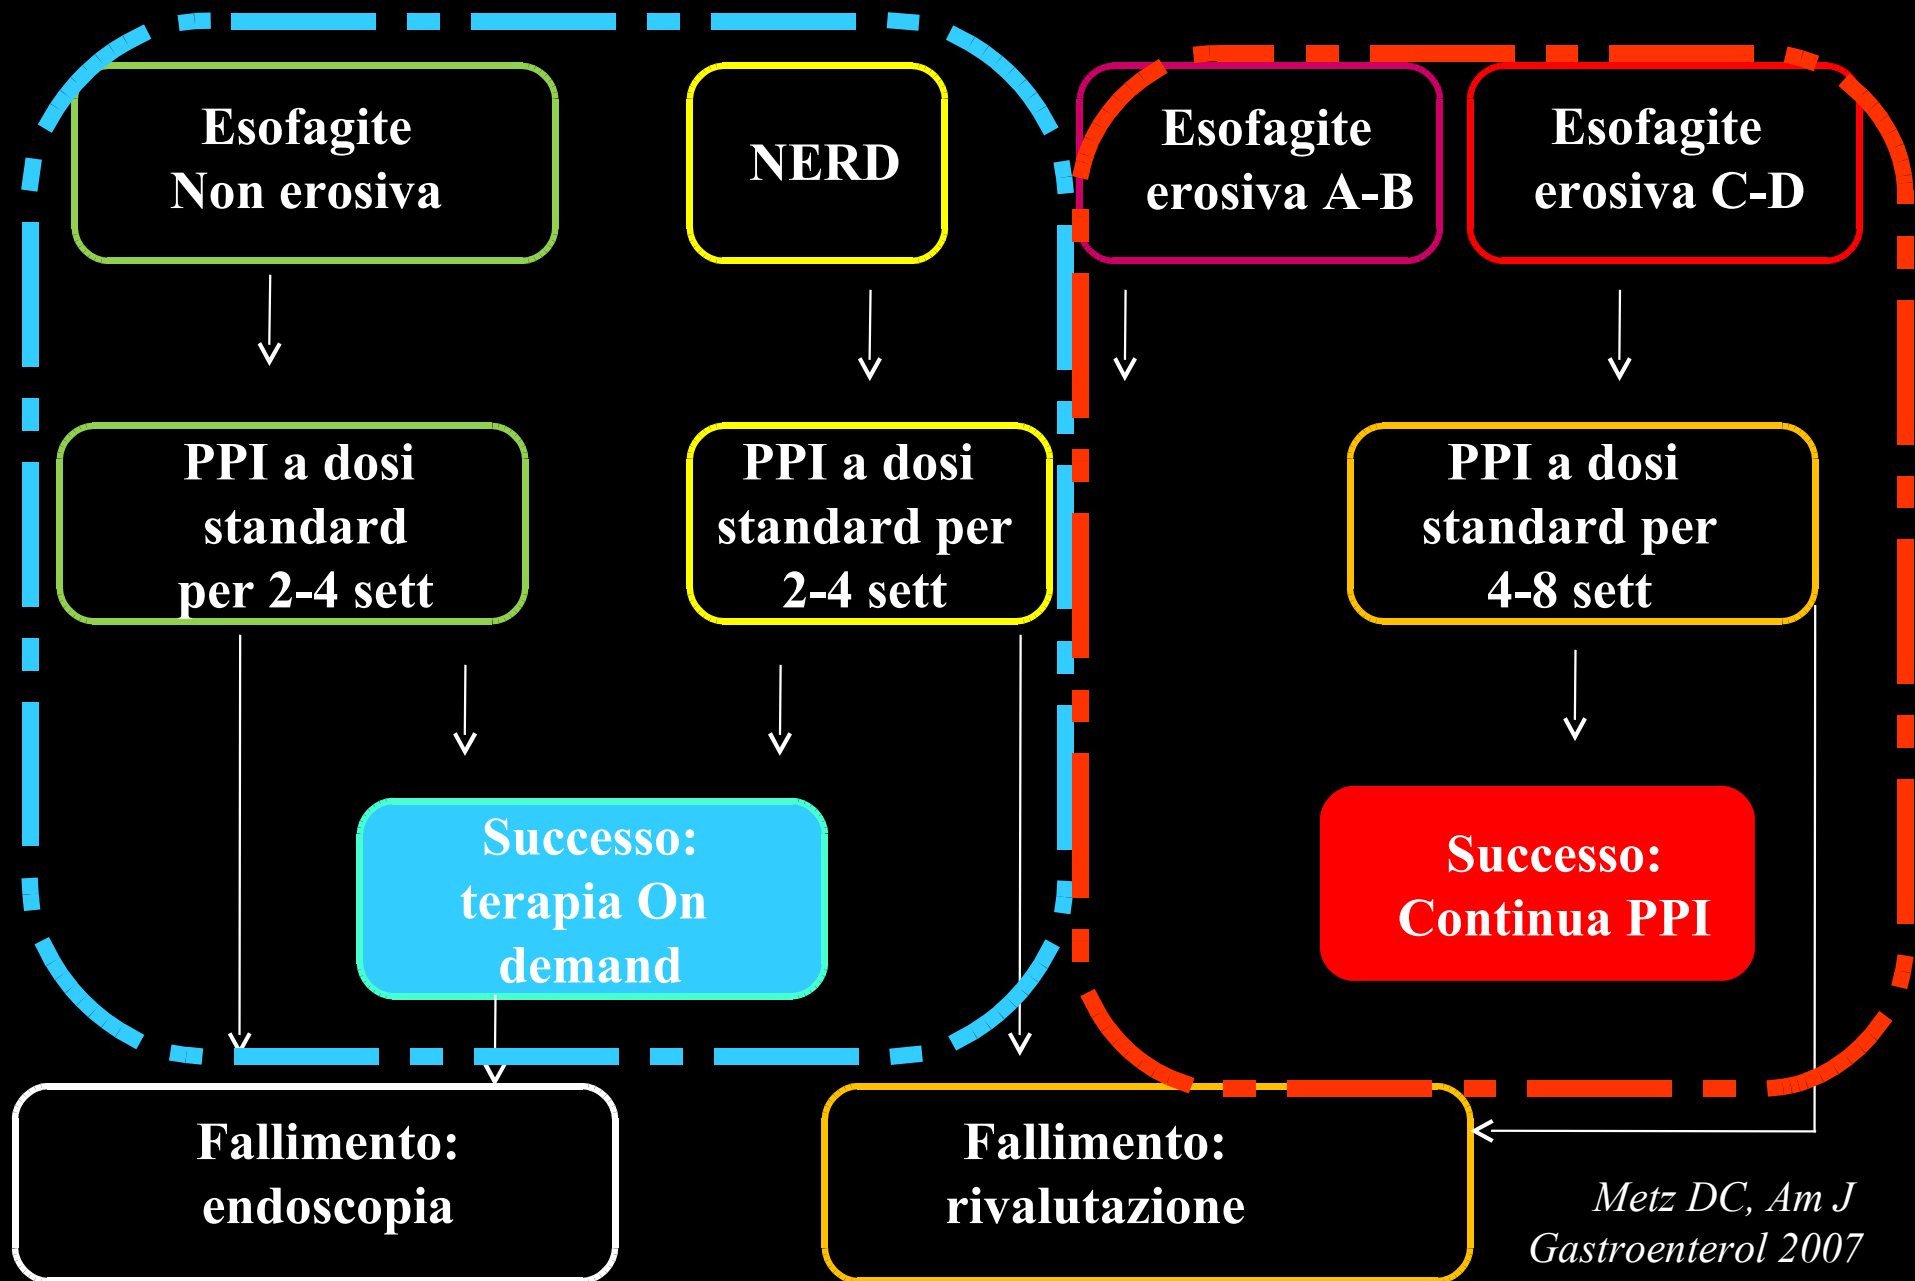 Esofagite
Non erosiva
NERD
Esofagite
erosiva A-B
Esofagite
erosiva C-D
PPI a dosi
standard
per 2-4 sett
PPI a dosi
standard per
2-4 sett
PPI a dosi
standard per
4-8 sett
Successo:
terapia On
demand
Successo:
Continua PPI
Fallimento:
endoscopia
Fallimento:
rivalutazione
Metz DC, Am J
Gastroenterol 2007